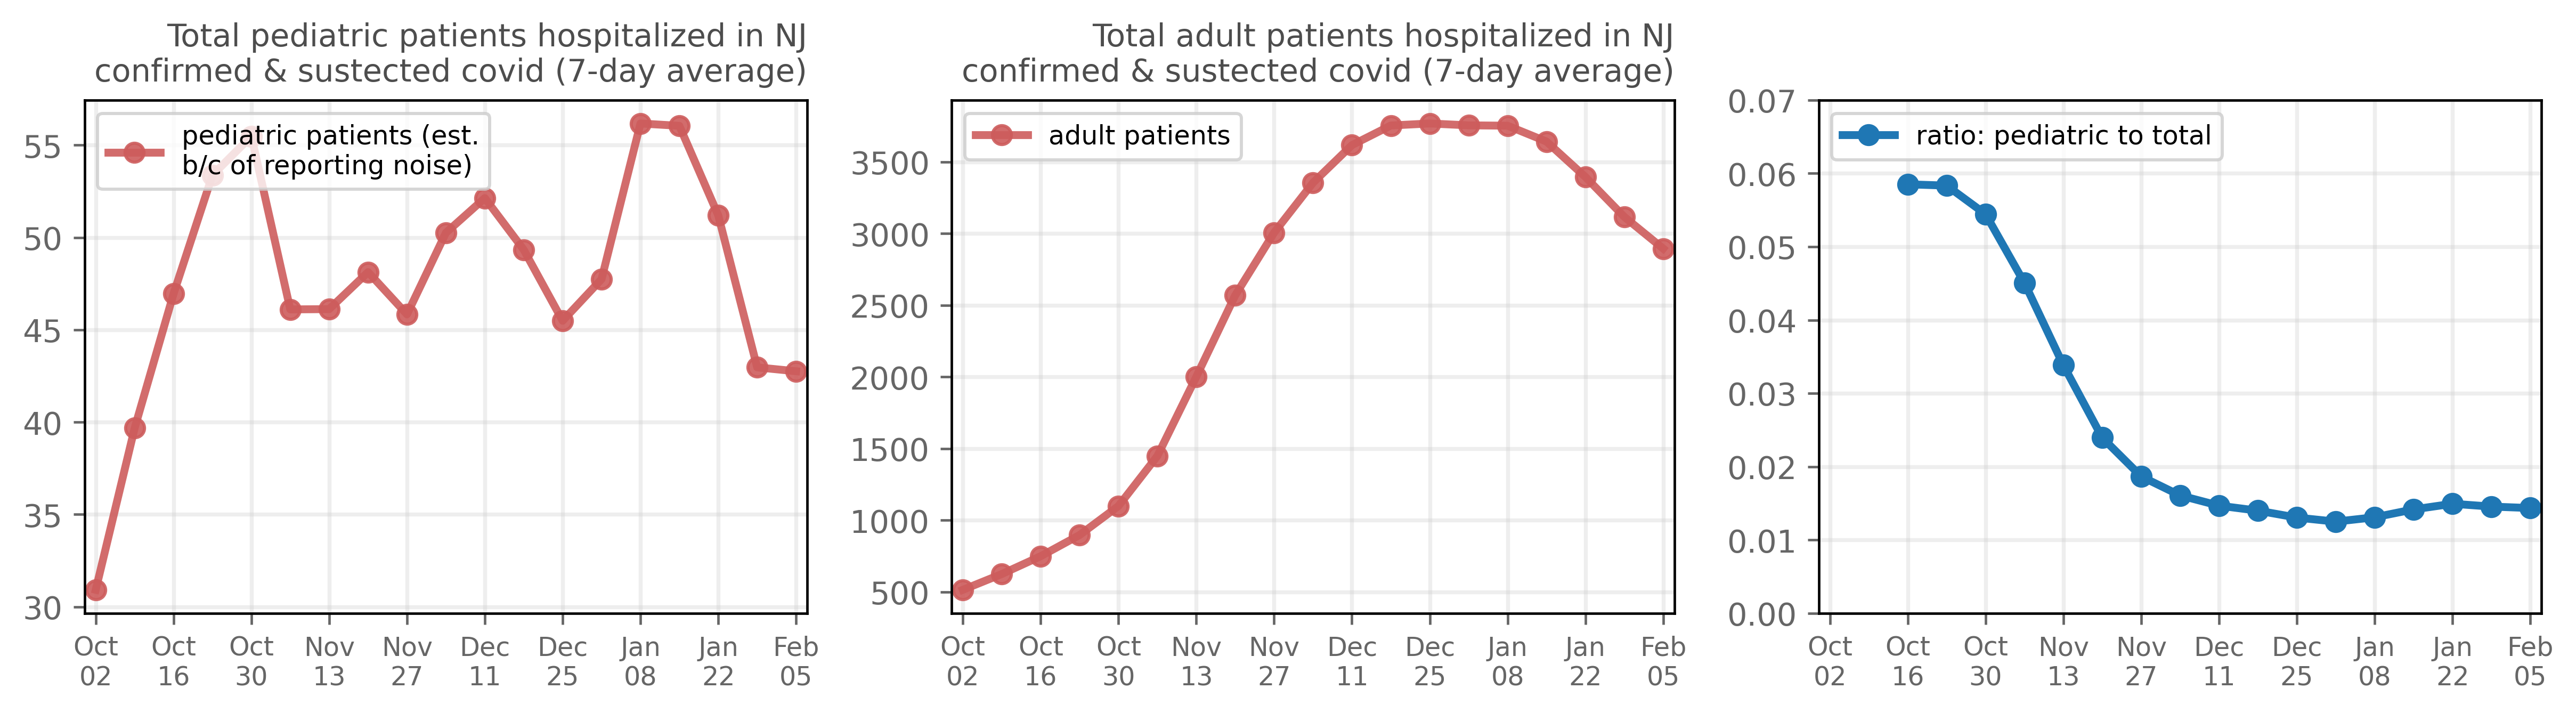 Total pediatric patients hospitalized in NJ
confirmed & sustected covid (7-day average)
pediatric patients (est.
b/c of reporting noise)
55
50
45
40
35
30
Oct
02
Oct
16
Oct
30
Nov
13
Nov
27
Dec
11
Dec
25
Jan
08
Jan
22
Feb
05
Total adult patients hospitalized in NJ
confirmed & sustected covid (7-day average)
adult patients
3500
3000
2500
2000
1500
1000
500
Oct
02
Oct
16
Oct
30
Nov
13
Nov
27
Dec
11
Dec
25
Jan
08
Jan
22
Feb
05
ratio: pediatric to total
0.07
0.06
0.05
0.04
0.03
0.02
0.01
0.00
Oct
02
Oct
16
Oct
30
Nov
13
Nov
27
Dec
11
Dec
25
Jan
08
Jan
22
Feb
05